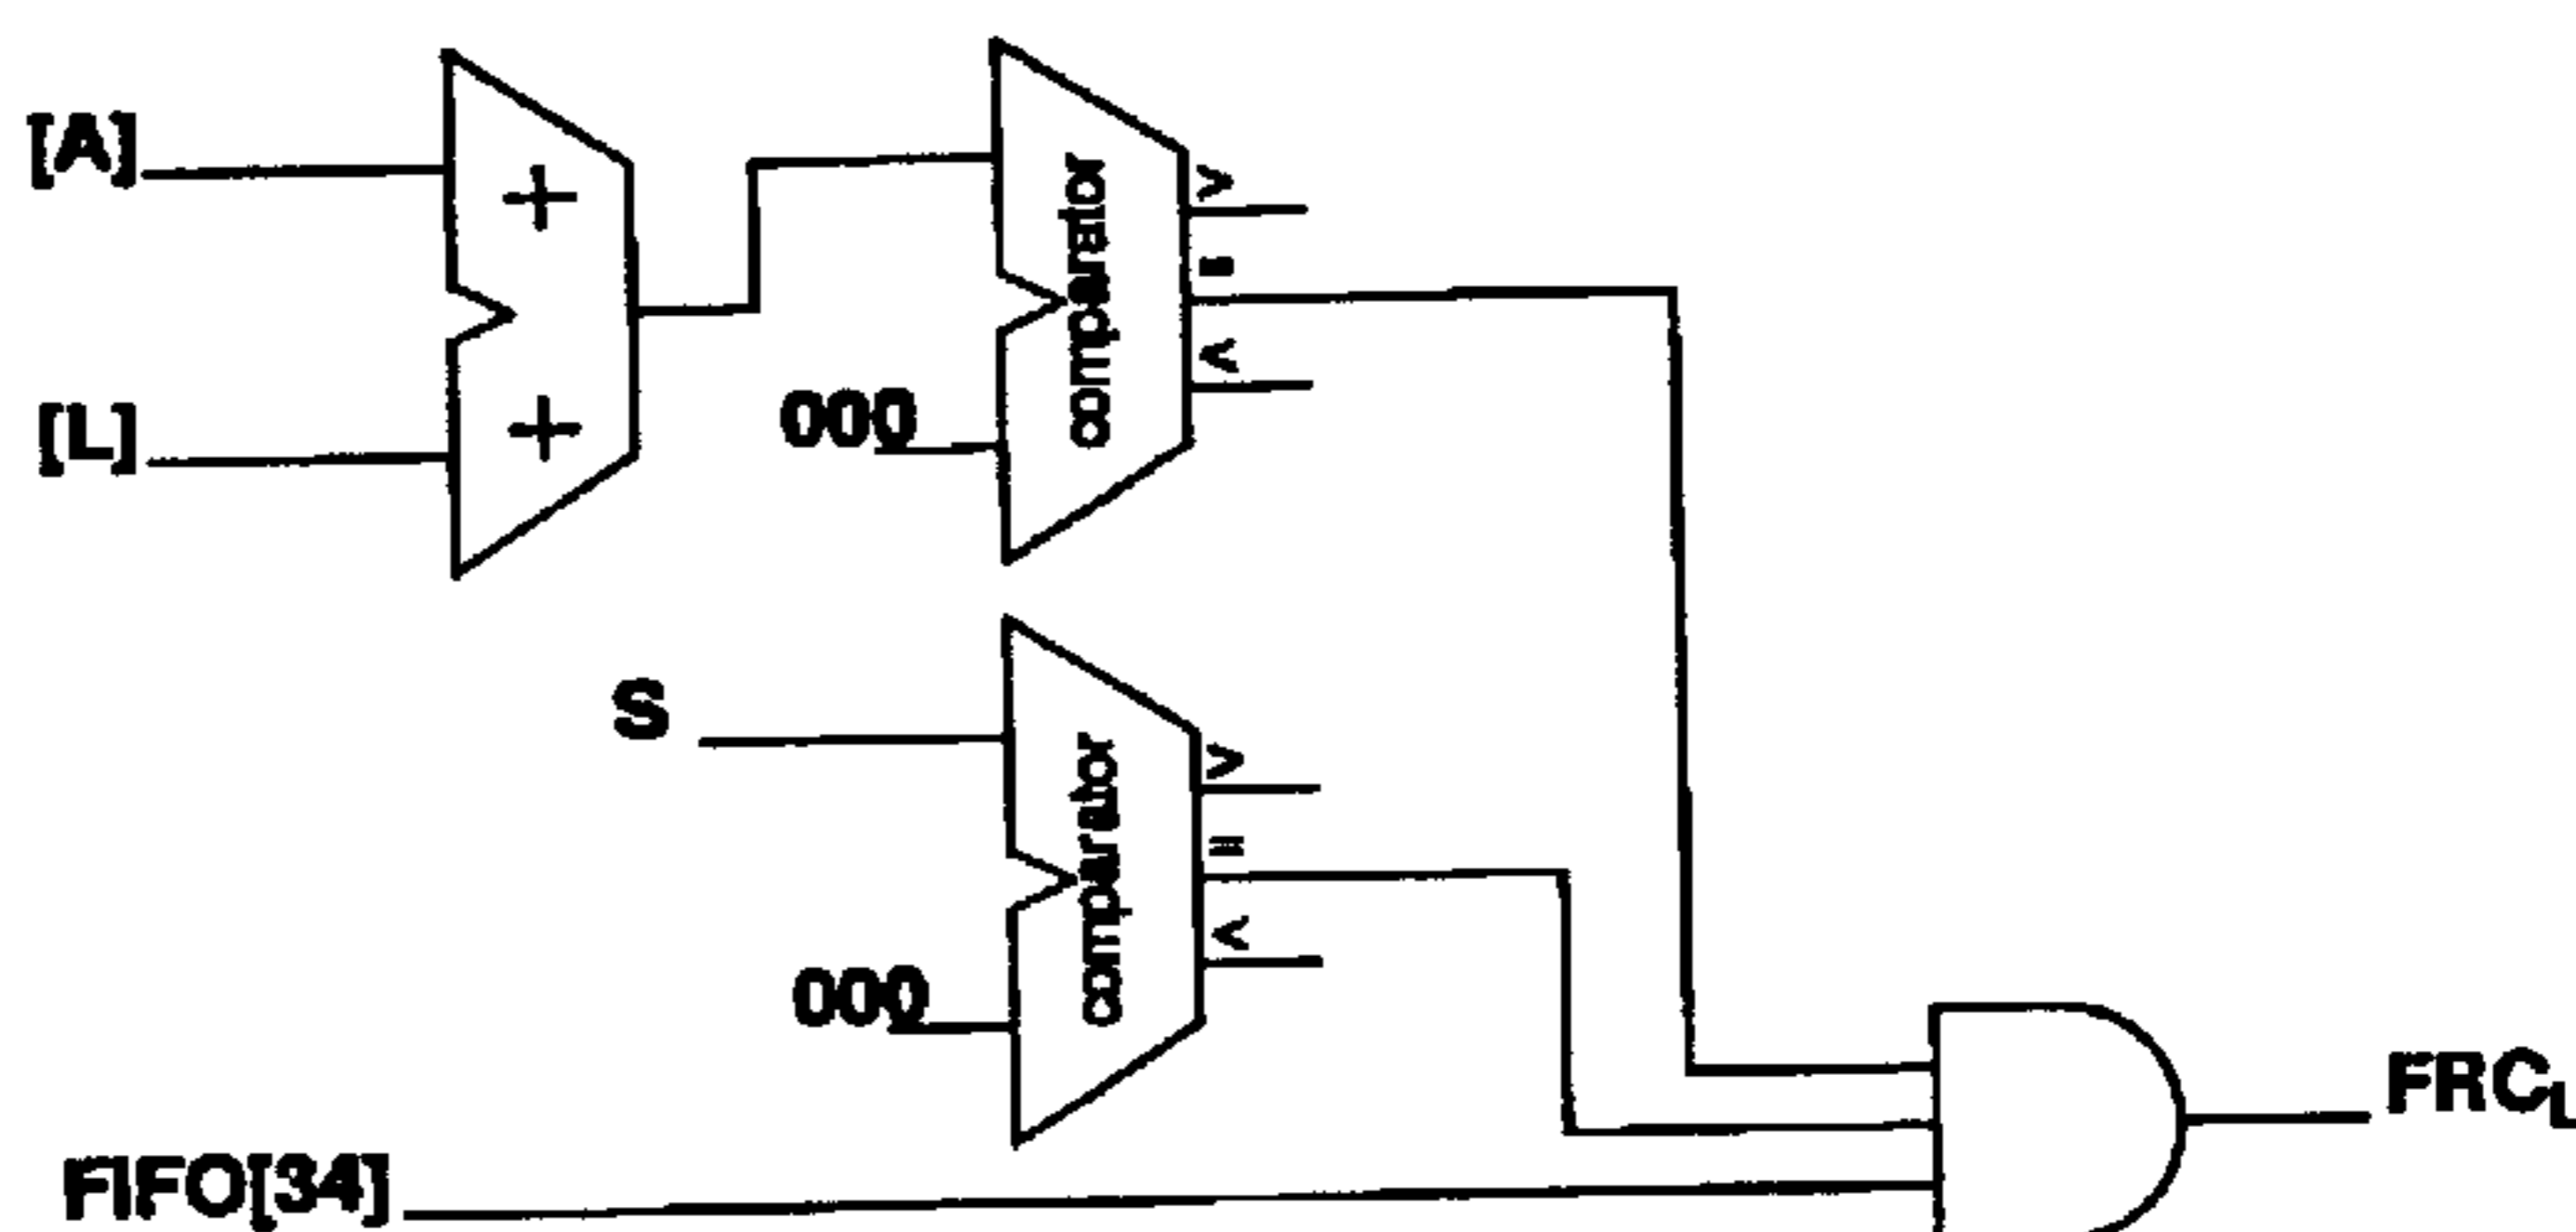 [A]
+
[L]
+
comparator
000
>
=
<
S
comparator
000
>
=
<
FIFO[34]
FRCL